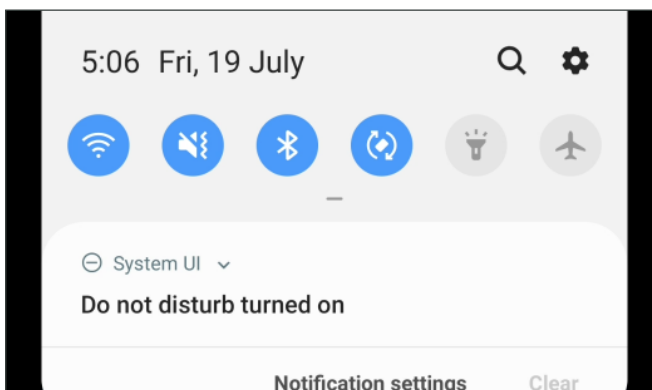 5:06 Fri, 19 July
System UI
Do not disturb turned on
Notification settings Clear